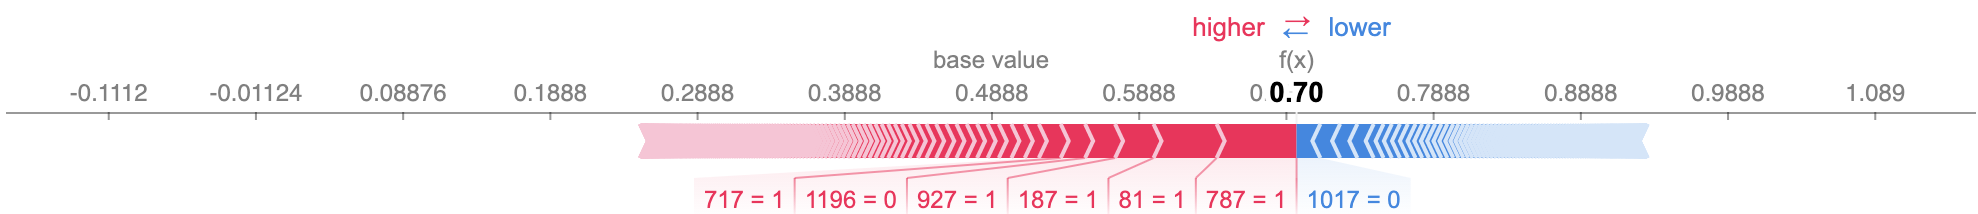 higher ⇄ lower
base value f(x)
-0.1112 -0.01124 0.08876 0.1888 0.2888 0.3888 0.4888 0.5888 0.70 0.7888 0.8888 0.9888 1.089
717 = 1 1196 = 0 927 = 1 187 = 1 81 = 1 787 = 1 1017 = 0